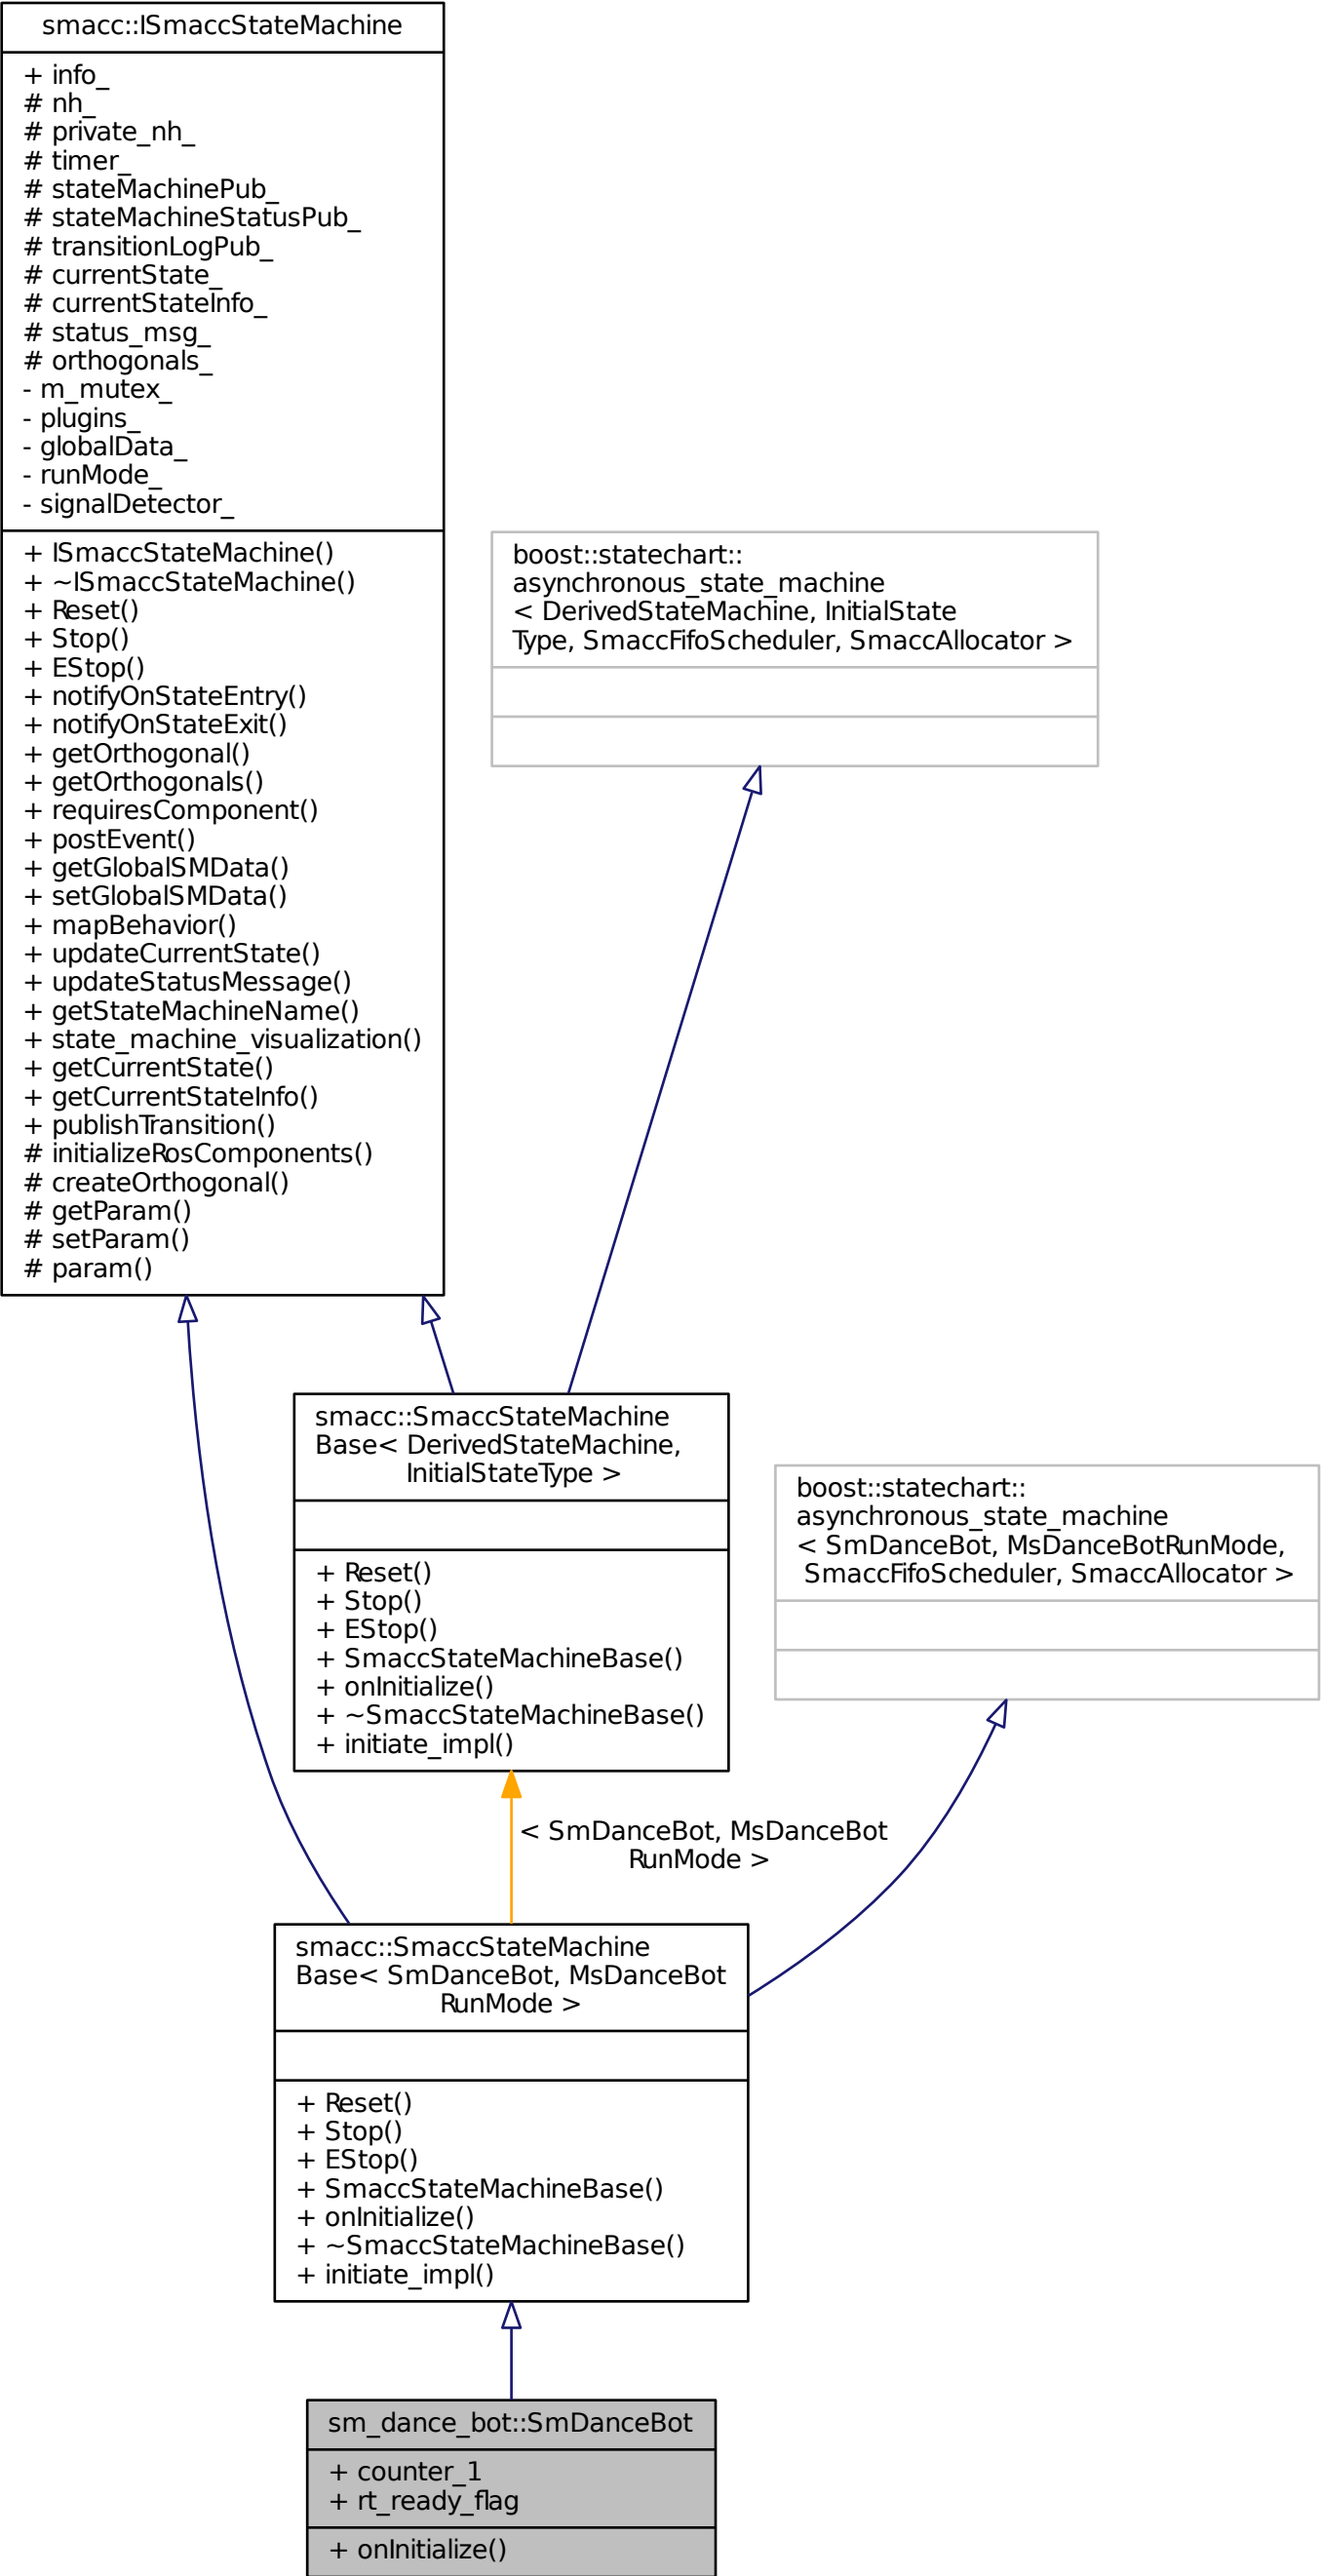 smacc::ISmaccStateMachine
+ info_
# nh_
# private_nh_
# timer_
# stateMachinePub_
# stateMachineStatusPub_
# transitionLogPub_
# currentState_
# currentStateInfo_
# status_msg_
# orthogonals_
- m_mutex_
- plugins_
- globalData_
- runMode_
- signalDetector_
+ ISmaccStateMachine()
+ ~ISmaccStateMachine()
+ Reset()
+ Stop()
+ EStop()
+ notifyOnStateEntry()
+ notifyOnStateExit()
+ getOrthogonal()
+ getOrthogonals()
+ requiresComponent()
+ postEvent()
+ getGlobalSMData()
+ setGlobalSMData()
+ mapBehavior()
+ updateCurrentState()
+ updateStatusMessage()
+ getStateMachineName()
+ state_machine_visualization()
+ getCurrentState()
+ getCurrentStateInfo()
+ publishTransition()
# initializeRosComponents()
# createOrthogonal()
# getParam()
# setParam()
# param()
boost::statechart::
asynchronous_state_machine
< DerivedStateMachine, InitialState
Type, SmaccFifoScheduler, SmaccAllocator >
smacc::SmaccStateMachine
Base< DerivedStateMachine,
InitialStateType >
+ Reset()
+ Stop()
+ EStop()
+ SmaccStateMachineBase()
+ onInitialize()
+ ~SmaccStateMachineBase()
+ initiate_impl()
boost::statechart::
asynchronous_state_machine
< SmDanceBot, MsDanceBotRunMode,
SmaccFifoScheduler, SmaccAllocator >
< SmDanceBot, MsDanceBot
RunMode >
smacc::SmaccStateMachine
Base< SmDanceBot, MsDanceBot
RunMode >
+ Reset()
+ Stop()
+ EStop()
+ SmaccStateMachineBase()
+ onInitialize()
+ ~SmaccStateMachineBase()
+ initiate_impl()
sm_dance_bot::SmDanceBot
+ counter_1
+ rt_ready_flag
+ onInitialize()